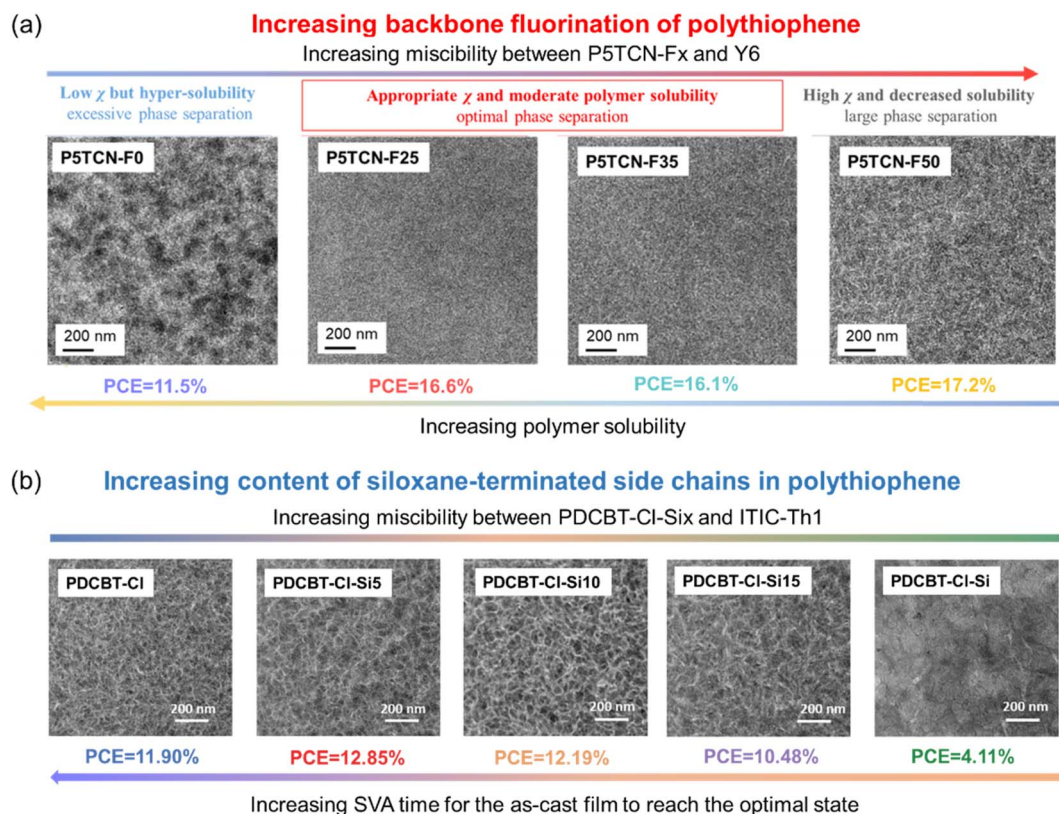 (a)
Increasing backbone fluorination of polythiophene
Increasing miscibility between P5TCN-Fx and Y6
Low χ but hyper-solubility
excessive phase separation
Appropriate χ and moderate polymer solubility
optimal phase separation
High χ and decreased solubility
large phase separation
P5TCN-F0
P5TCN-F25
P5TCN-F35
P5TCN-F50
200 nm
200 nm
200 nm
200 nm
PCE=11.5%
PCE=16.6%
PCE=16.1%
PCE=17.2%
Increasing polymer solubility
(b)
Increasing content of siloxane-terminated side chains in polythiophene
Increasing miscibility between PDCBT-Cl-Six and ITIC-Th1
PDCBT-Cl
PDCBT-Cl-Si5
PDCBT-Cl-Si10
PDCBT-Cl-Si15
PDCBT-Cl-Si
200 nm
200 nm
200 nm
200 nm
200 nm
PCE=11.90%
PCE=12.85%
PCE=12.19%
PCE=10.48%
PCE=4.11%
Increasing SVA time for the as-cast film to reach the optimal state